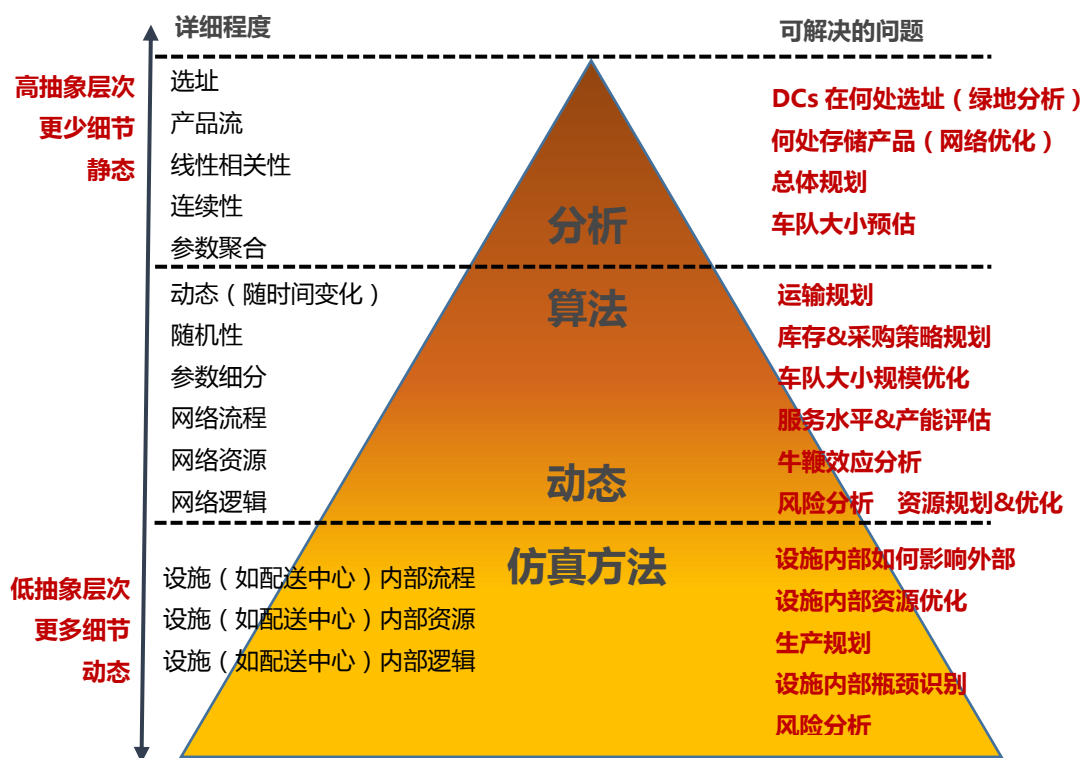 详细程度
可解决的问题
高抽象层次
更少细节
静态
选址
产品流
线性相关性
连续性
参数聚合
分析
DCs 在何处选址（绿地分析）
何处存储产品（网络优化）
总体规划
车队大小预估
动态（随时间变化）
随机性
参数细分
网络流程
网络资源
网络逻辑
算法
动态
运输规划
库存&采购策略规划
车队大小规模优化
服务水平&产能评估
牛鞭效应分析
风险分析 资源规划&优化
低抽象层次
更多细节
动态
设施（如配送中心）内部流程
设施（如配送中心）内部资源
设施（如配送中心）内部逻辑
仿真方法
设施内部如何影响外部
设施内部资源优化
生产规划
设施内部瓶颈识别
风险分析